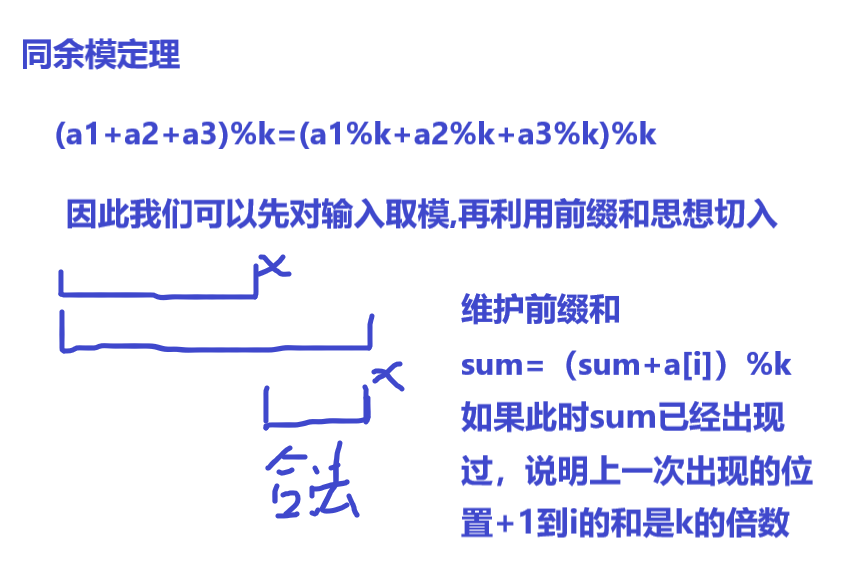 同余模定理
(a1+a2+a3)%k=(a1%k+a2%k+a3%k)%k
因此我们可以先对输入取模,再利用前缀和思想切入
x
x
合法
维护前缀和
sum=（sum+a[i]）%k
如果此时sum已经出现
过，说明上一次出现的位
置+1到i的和是k的倍数